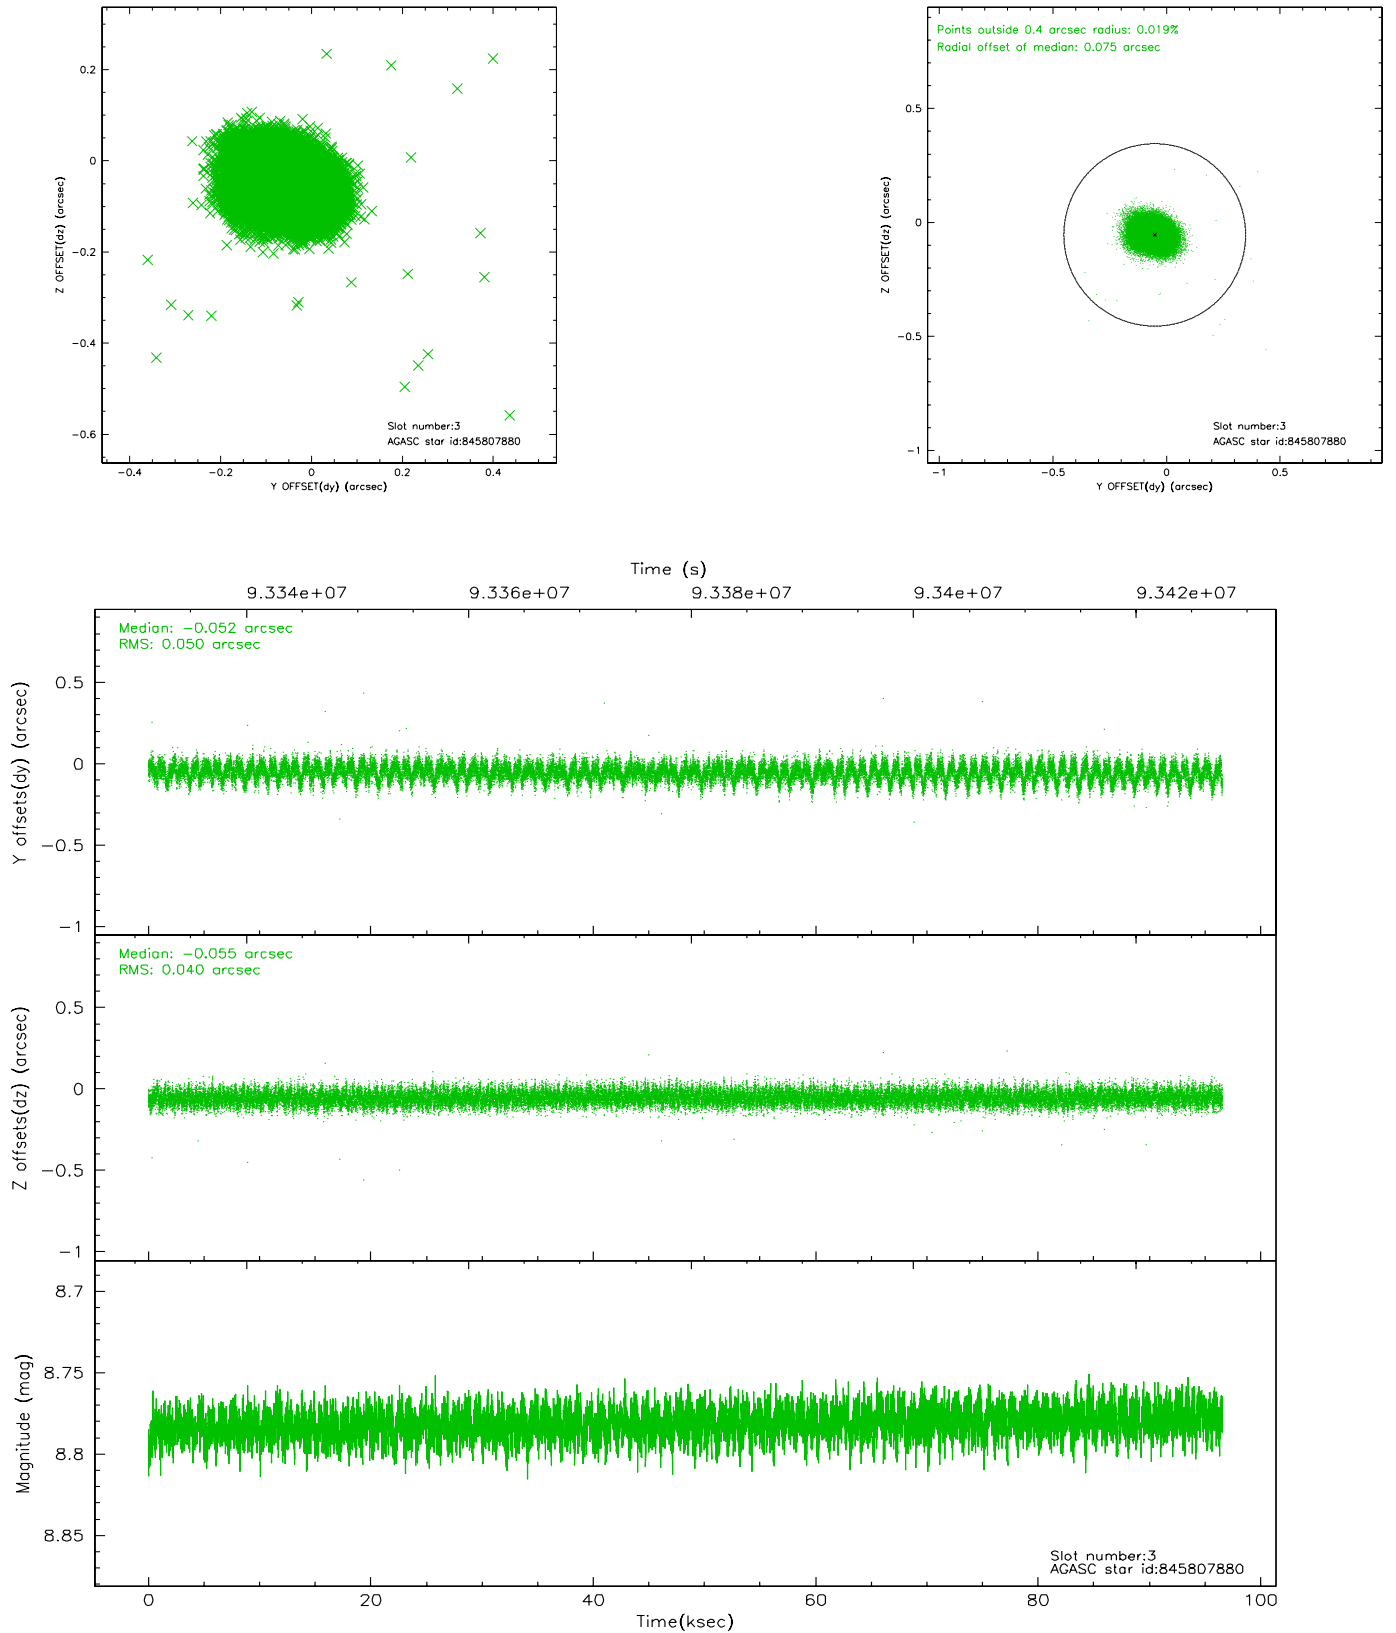 0.2
0
−0.2
−0.4
−0.6
Z OFFSET(dz) (arcsec)
Slot number:3
AGASC star id:845807880
−0.4
−0.2
0
0.2
0.4
Y OFFSET(dy) (arcsec)
Points outside 0.4 arcsec radius: 0.019%
Radial offset of median: 0.075 arcsec
0.5
0
−0.5
−1
Z OFFSET(dz) (arcsec)
Slot number:3
AGASC star id:845807880
−1
−0.5
0
0.5
Y OFFSET(dy) (arcsec)
Time (s)
9.334e+07
9.336e+07
9.338e+07
9.34e+07
9.342e+07
Median: −0.052 arcsec
RMS: 0.050 arcsec
0.5
0
−0.5
−1
Y offsets(dy) (arcsec)
Median: −0.055 arcsec
RMS: 0.040 arcsec
0.5
0
−0.5
−1
Z offsets(dz) (arcsec)
8.7
8.75
8.8
8.85
Magnitude (mag)
Slot number:3
AGASC star id:845807880
0
20
40
60
80
100
Time(ksec)